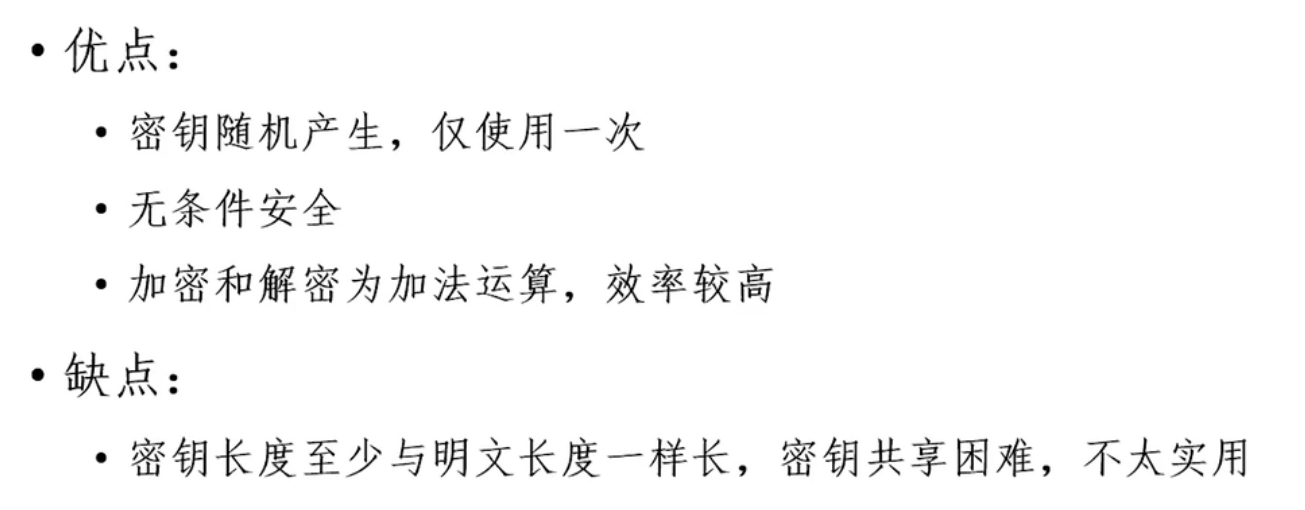 • 优点：
• 密钥随机产生，仅使用一次
• 无条件安全
• 加密和解密为加法运算，效率较高
• 缺点：
• 密钥长度至少与明文长度一样长，密钥共享困难，不太实用